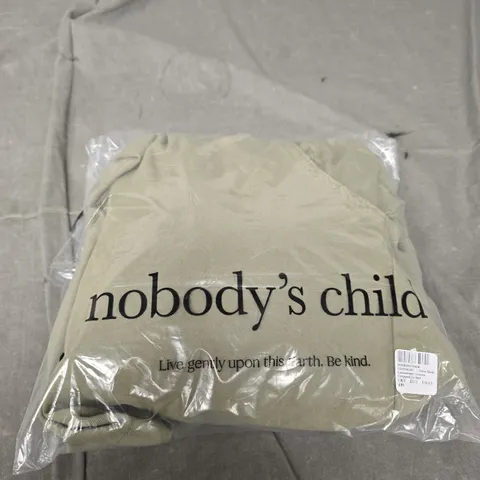 nobody's child
Live gently upon this Earth. Be kind.